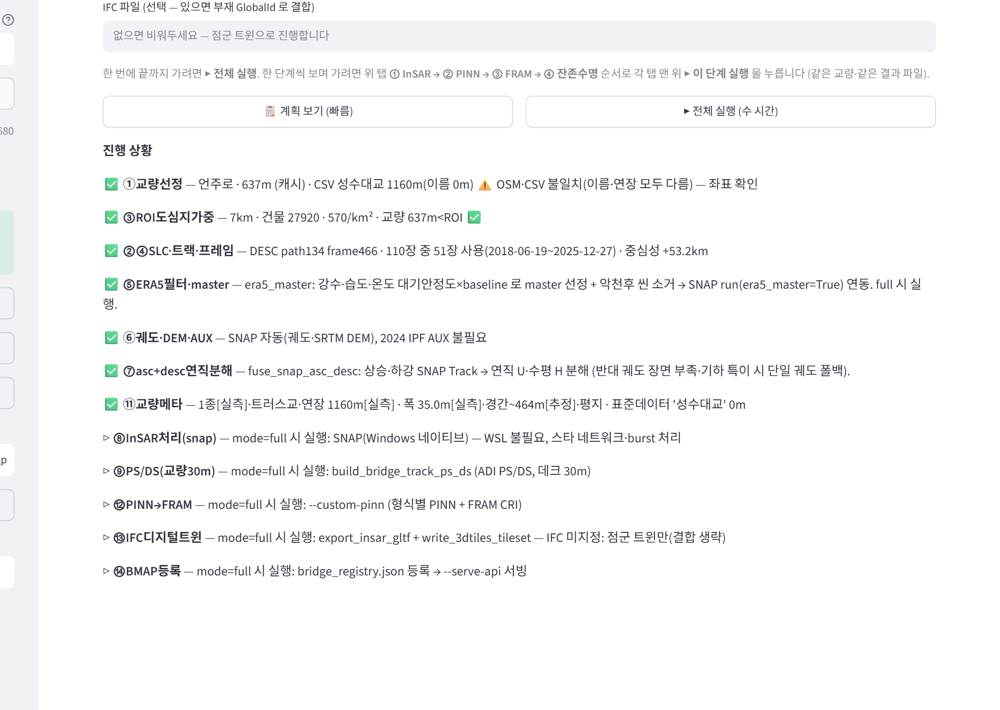 IFC 파일 (선택 — 있으면 부재 GlobalId 로 결합)
없으면 비워두세요 — 점군 트윈으로 진행합니다
한 번에 끝까지 가려면 ▸ 전체 실행. 한 단계씩 보며 가려면 위 탭 ① InSAR → ② PINN → ③ FRAM → ④ 잔존수명 순서로 각 탭 맨 위 ▸ 이 단계 실행 을 누릅니다 (같은 교량·같은 결과 파일).
📋 계획 보기 (빠름)
▸ 전체 실행 (수 시간)
680
진행 상황
✅ ①교량선정 — 언주로 · 637m (캐시) · CSV 성수대교 1160m(이름 0m) ⚠️ OSM·CSV 불일치(이름·연장 모두 다름) — 좌표 확인
✅ ③ROI도심지가중 — 7km · 건물 27920 · 570/km² · 교량 637m<ROI ✅
✅ ②④SLC·트랙·프레임 — DESC path134 frame466 · 110장 중 51장 사용(2018-06-19~2025-12-27) · 중심성 +53.2km
✅ ⑤ERA5필터·master — era5_master: 강수·습도·온도 대기안정도×baseline 로 master 선정 + 악천후 씬 소거 → SNAP run(era5_master=True) 연동. full 시 실
행.
✅ ⑥궤도·DEM·AUX — SNAP 자동(궤도·SRTM DEM), 2024 IPF AUX 불필요
✅ ⑦asc+desc연직분해 — fuse_snap_asc_desc: 상승·하강 SNAP Track → 연직 U·수평 H 분해 (반대 궤도 장면 부족·기하 특이 시 단일 궤도 폴백).
✅ ⑪교량메타 — 1종[실측]·트러스교·연장 1160m[실측] · 폭 35.0m[실측]·경간~464m[추정]·평지 · 표준데이터 '성수대교' 0m
▷ ⑧InSAR처리(snap) — mode=full 시 실행: SNAP(Windows 네이티브) — WSL 불필요, 스타 네트워크·burst 처리
p
▷ ⑨PS/DS(교량30m) — mode=full 시 실행: build_bridge_track_ps_ds (ADI PS/DS, 데크 30m)
▷ ⑫PINN→FRAM — mode=full 시 실행: --custom-pinn (형식별 PINN + FRAM CRI)
▷ ⑬IFC디지털트윈 — mode=full 시 실행: export_insar_gltf + write_3dtiles_tileset — IFC 미지정: 점군 트윈만(결합 생략)
▷ ⑭BMAP등록 — mode=full 시 실행: bridge_registry.json 등록 → --serve-api 서빙